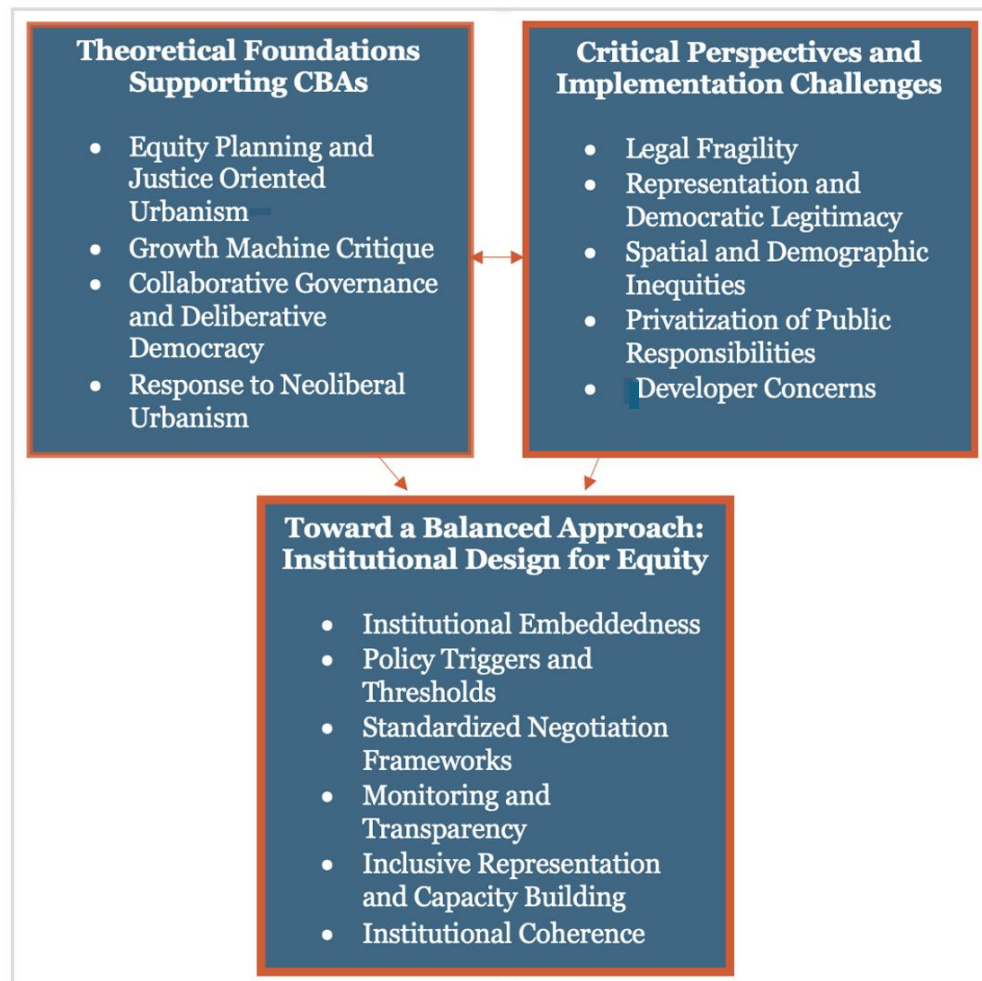 Theoretical Foundations
Supporting CBAs
• Equity Planning and
Justice Oriented
Urbanism
• Growth Machine Critique
• Collaborative Governance
and Deliberative
Democracy
• Response to Neoliberal
Urbanism
Critical Perspectives and
Implementation Challenges
• Legal Fragility
• Representation and
Democratic Legitimacy
• Spatial and Demographic
Inequities
• Privatization of Public
Responsibilities
• Developer Concerns
Toward a Balanced Approach:
Institutional Design for Equity
• Institutional Embeddedness
• Policy Triggers and
Thresholds
• Standardized Negotiation
Frameworks
• Monitoring and
Transparency
• Inclusive Representation
and Capacity Building
• Institutional Coherence